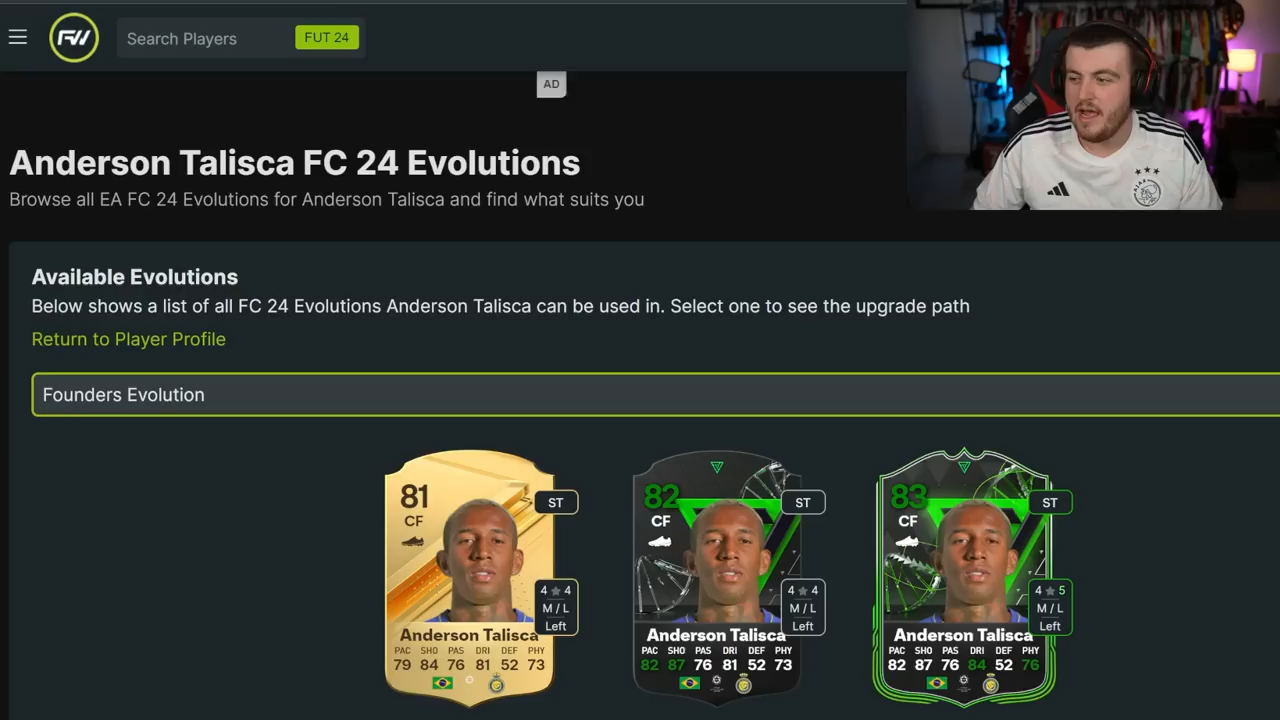 FW
Search Players
FUT 24
AD
Anderson Talisca FC 24 Evolutions
Browse all EA FC 24 Evolutions for Anderson Talisca and find what suits you
Available Evolutions
Below shows a list of all FC 24 Evolutions Anderson Talisca can be used in. Select one to see the upgrade path
Return to Player Profile
Founders Evolution
81
CF
ST
4 ★ 4
M / L
Left
Anderson Talisca
PAC SHO PAS DRI DEF PHY
79 84 76 81 52 73
82
CF
ST
4 ★ 4
M / L
Left
Anderson Talisca
PAC SHO PAS DRI DEF PHY
82 87 76 81 52 73
83
CF
ST
4 ★ 5
M / L
Left
Anderson Talisca
PAC SHO PAS DRI DEF PHY
82 87 76 84 52 76